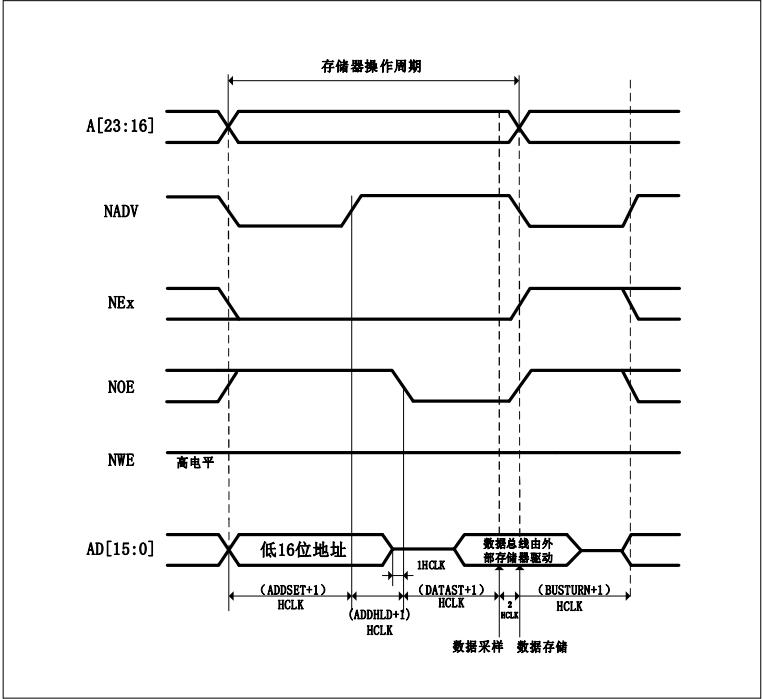 存储器操作周期
A[23:16]
NADV
NEx
NOE
NWE
高电平
AD[15:0]
低16位地址
数据总线由外
部存储器驱动
1HCLK
(ADDSET+1)
HCLK
(ADDHLD+1)
HCLK
(DATAST+1)
HCLK
2
HCLK
(BUSTURN+1)
HCLK
数据采样
数据存储